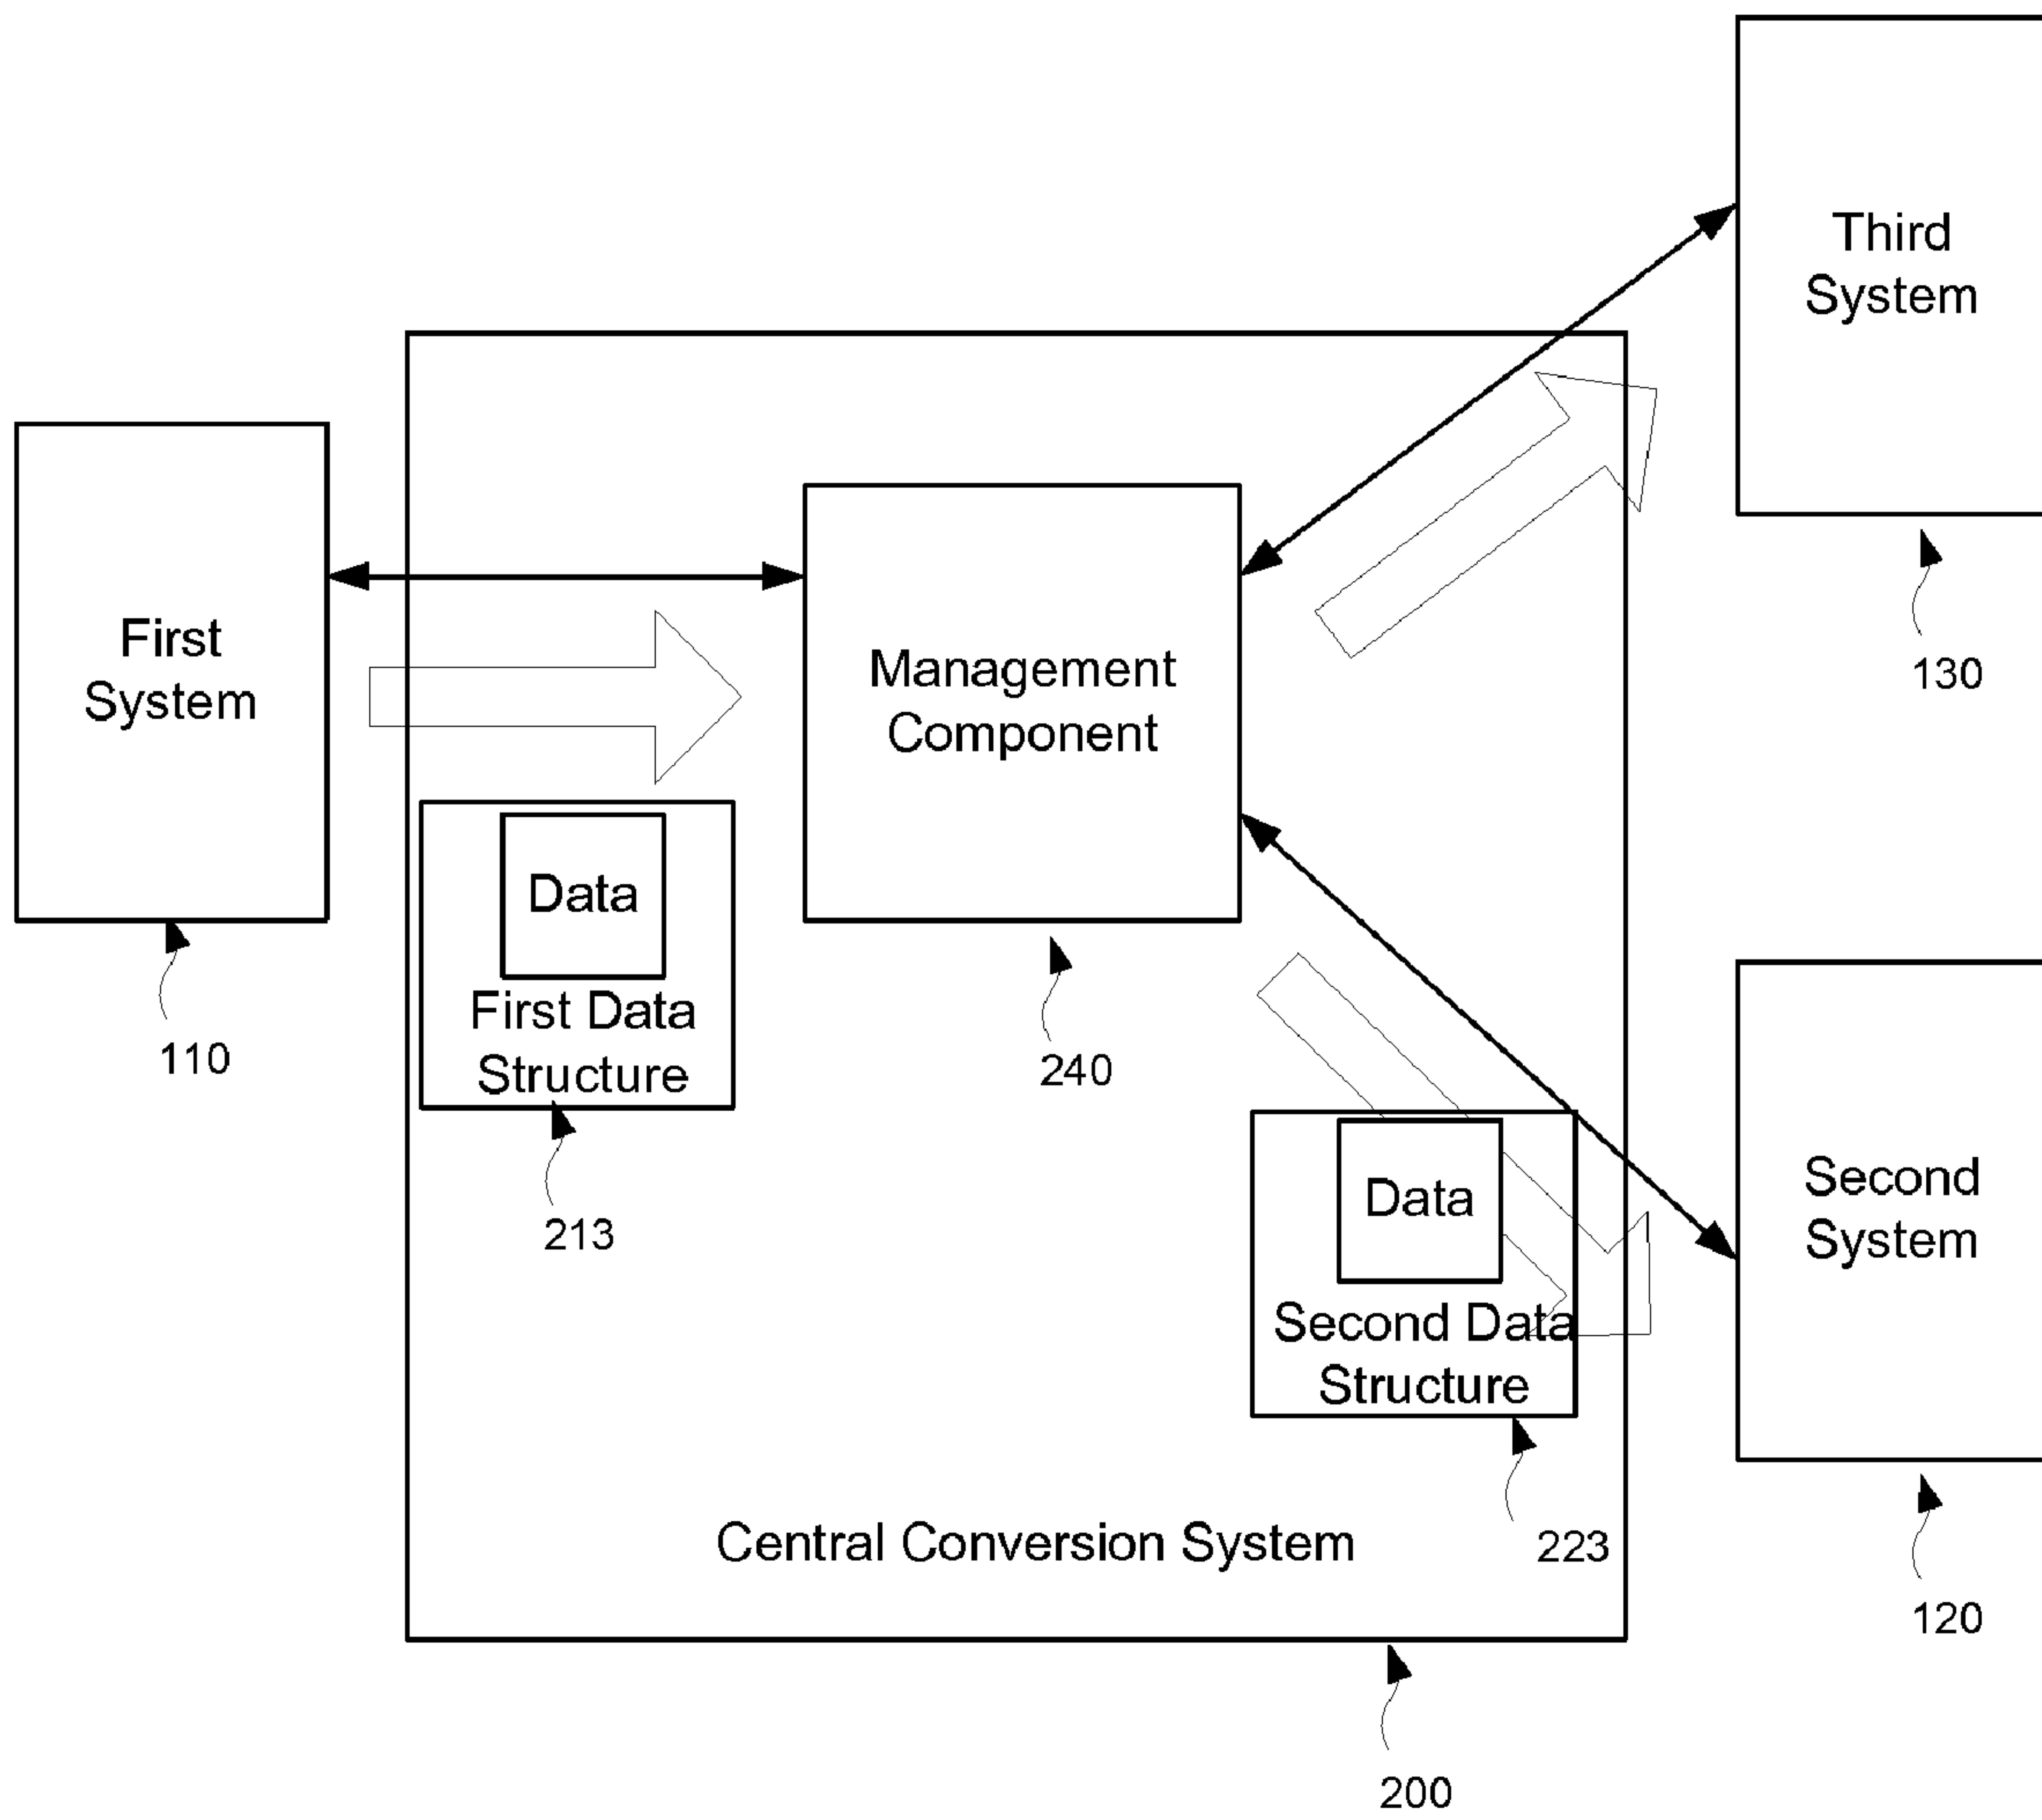 Third
System
130
First
System
110
Management
Component
240
Data
First Data
Structure
213
Data
Second Data
Structure
223
Second
System
120
Central Conversion System
200